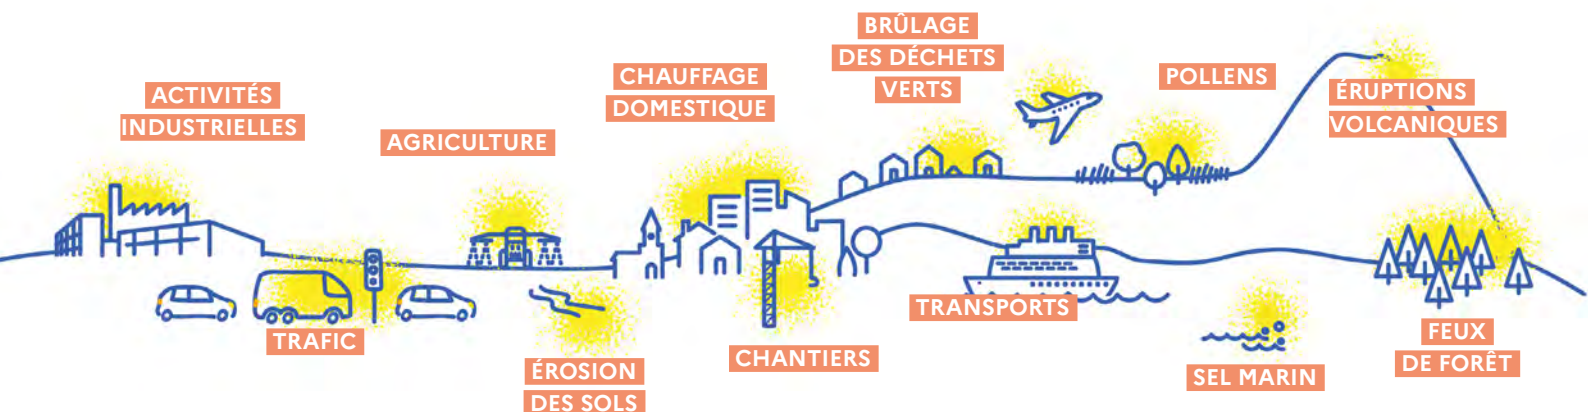 ACTIVITÉS
INDUSTRIELLES
TRAFIC
AGRICULTURE
ÉROSION
DES SOLS
CHAUFFAGE
DOMESTIQUE
CHANTIERS
BRÛLAGE
DES DÉCHETS
VERTS
TRANSPORTS
POLLENS
SEL MARIN
ÉRUPTIONS
VOLCANIQUES
FEUX
DE FORÊT